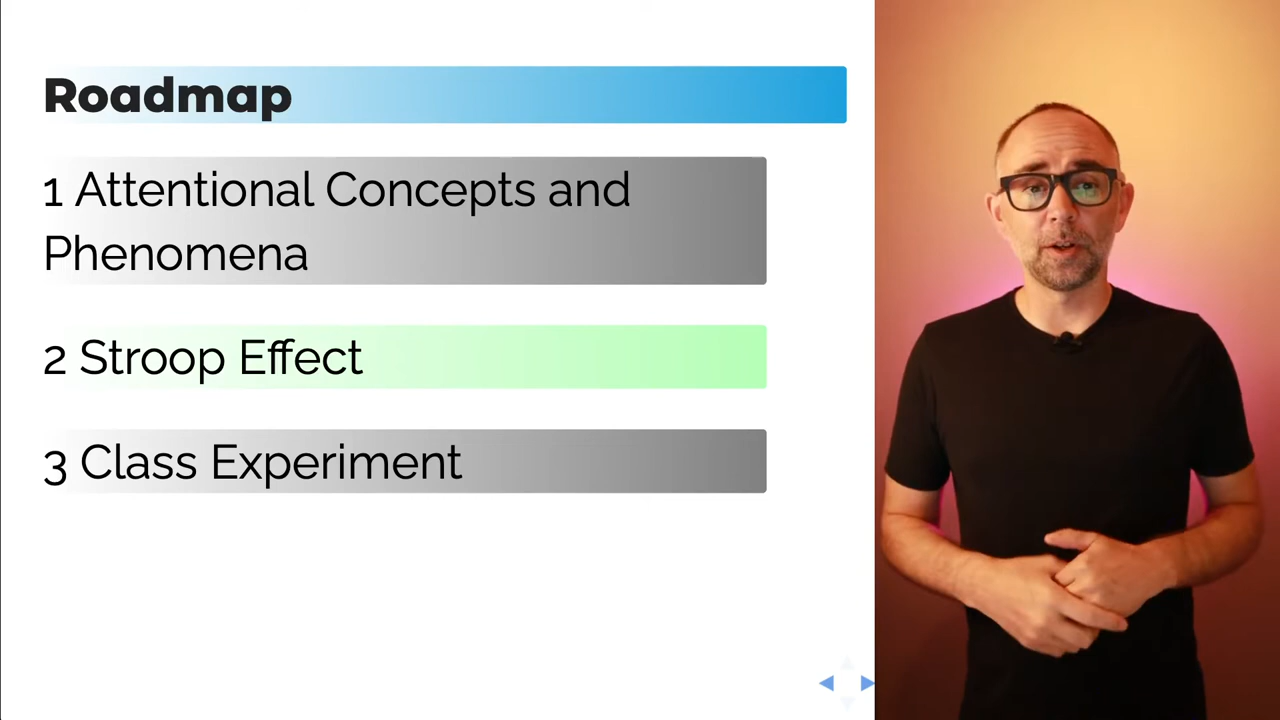 Roadmap
1 Attentional Concepts and
Phenomena
2 Stroop Effect
3 Class Experiment